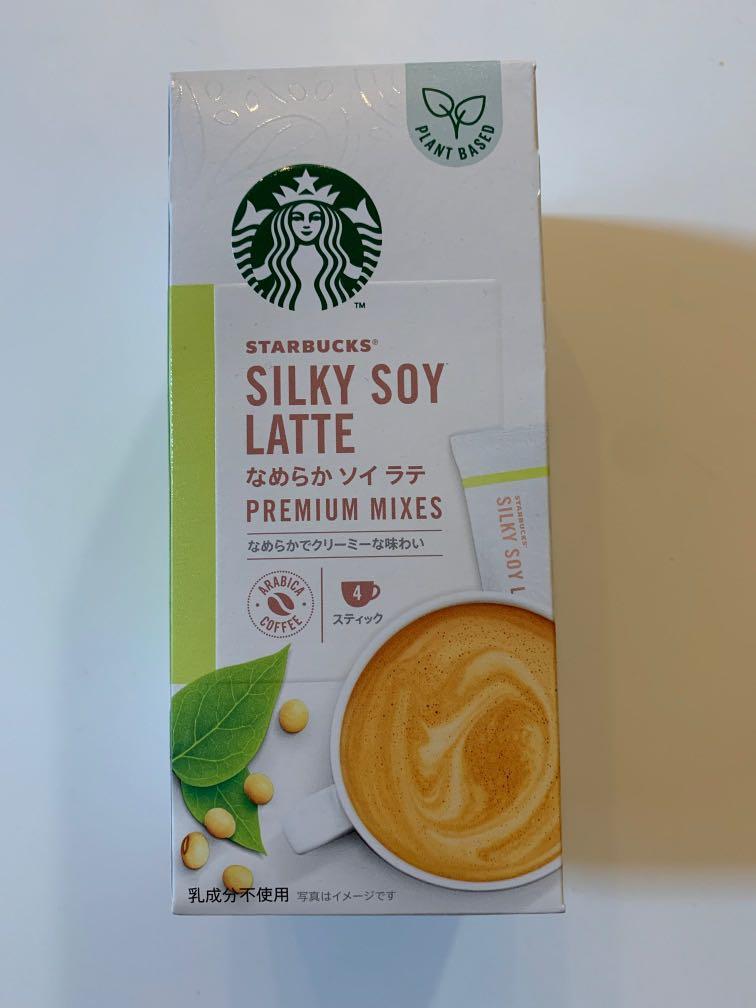 PLANT BASED
TM
STARBUCKS®
SILKY SOY
LATTE
なめらか ソイ ラテ
PREMIUM MIXES
なめらかでクリーミーな味わい
ARABICA
COFFEE
4
スティック
STARBUCKS
SILKY SOY L
乳成分不使用 写真はイメージです